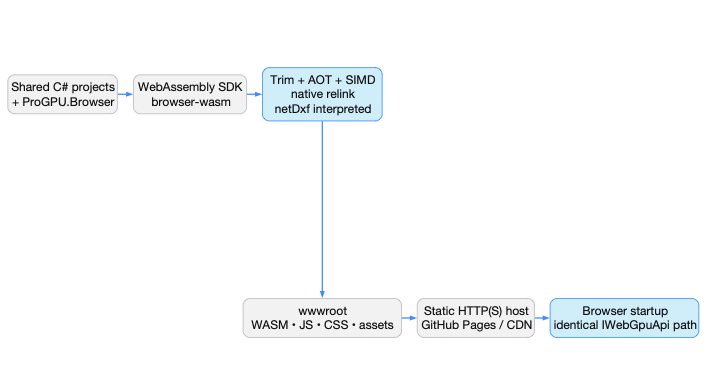 Shared C# projects
+ ProGPU.Browser
WebAssembly SDK
browser-wasm
Trim + AOT + SIMD
native relink
netDxf interpreted
wwwroot
WASM • JS • CSS • assets
Static HTTP(S) host
GitHub Pages / CDN
Browser startup
identical IWebGpuApi path